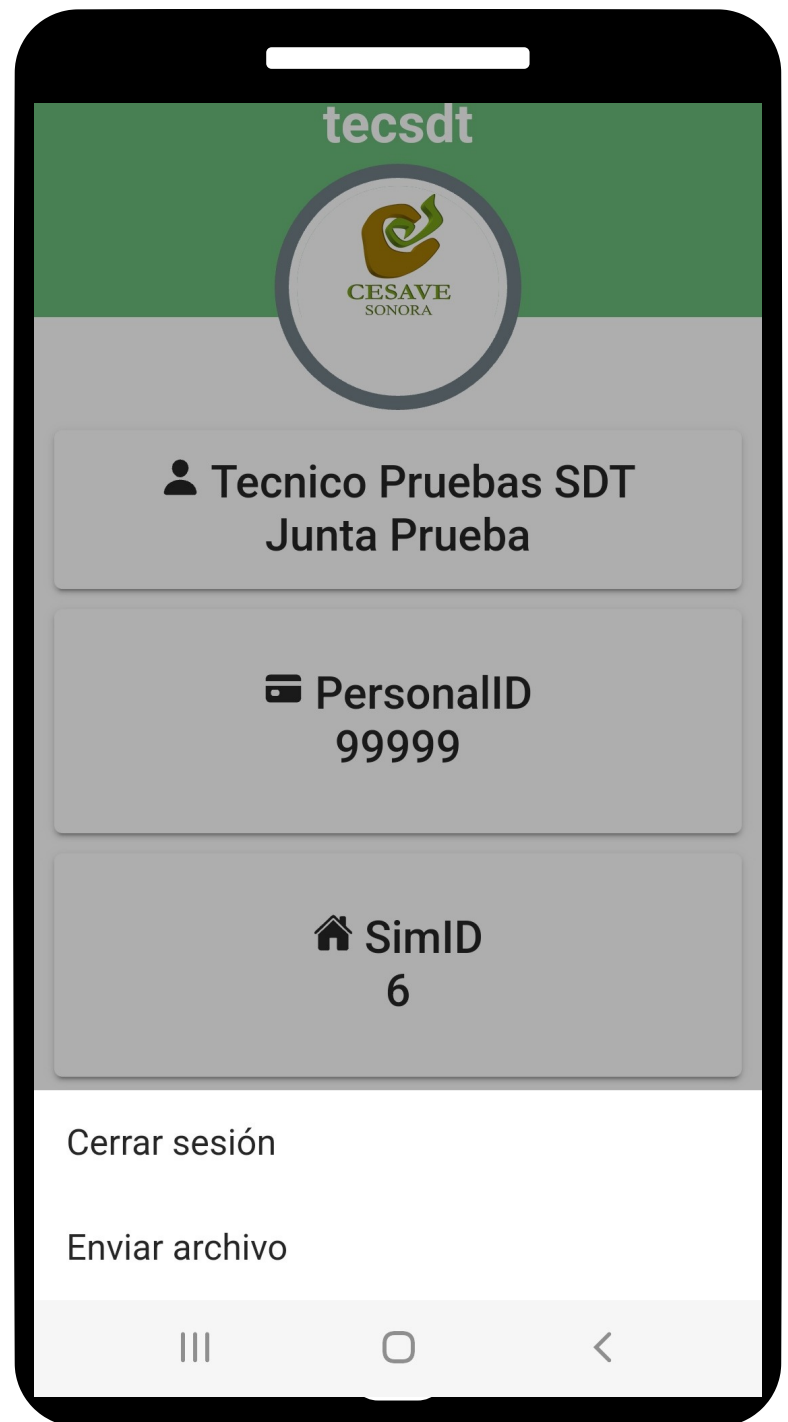 tecsdt
CESAVE
SONORA
Tecnico Pruebas SDT
Junta Prueba
PersonalID
99999
SimID
6
Cerrar sesión
Enviar archivo